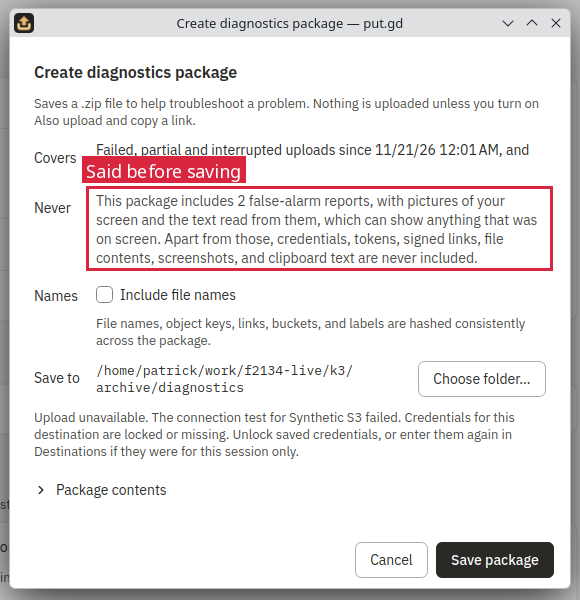 Create diagnostics package — put.gd
Create diagnostics package
Saves a .zip file to help troubleshoot a problem. Nothing is uploaded unless you turn on
Also upload and copy a link.
Covers
Failed, partial and interrupted uploads since 11/21/26 12:01 AM, and
Said before saving
Never
This package includes 2 false-alarm reports, with pictures of your
screen and the text read from them, which can show anything that was
on screen. Apart from those, credentials, tokens, signed links, file
contents, screenshots, and clipboard text are never included.
Names
Include file names
File names, object keys, links, buckets, and labels are hashed consistently
across the package.
Save to
/home/patrick/work/f2134-live/k3/
archive/diagnostics
Choose folder...
Upload unavailable. The connection test for Synthetic S3 failed. Credentials for this
destination are locked or missing. Unlock saved credentials, or enter them again in
Destinations if they were for this session only.
Package contents
Cancel
Save package